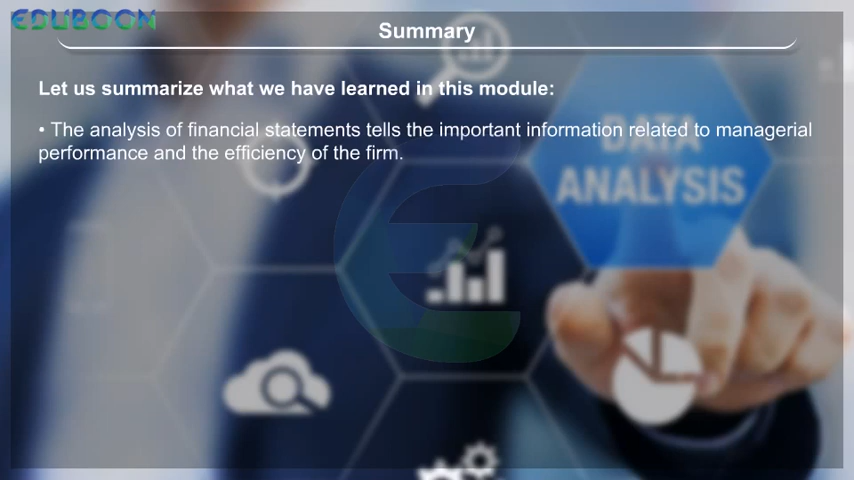 EDUBOON
Summary
Let us summarize what we have learned in this module:
• The analysis of financial statements tells the important information related to managerial
performance and the efficiency of the firm.
DATA
ANALYSIS